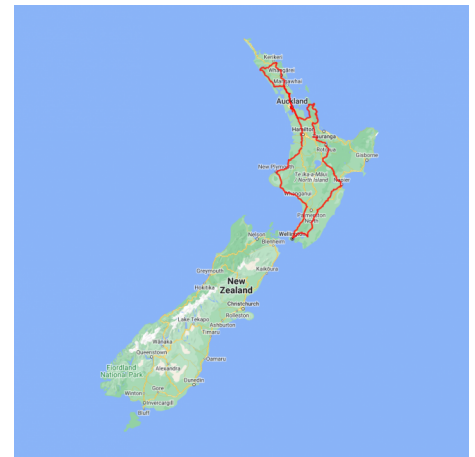 Kerikeri
Whangārei
Mangawhai
Auckland
Hamilton
Tauranga
Rotorua
Gisborne
New Plymouth
Te Ika-a-Māui
North Island
Napier
Whanganui
Palmerston
North
Wellington
Nelson
Blenheim
Greymouth
Kaikōura
Hokitika
New
Zealand
Christchurch
Rolleston
Lake Tekapo
Ashburton
Timaru
Wānaka
Queenstown
Oamaru
Fiordland
National Park
Alexandra
Dunedin
Gore
Winton
Invercargill
Bluff